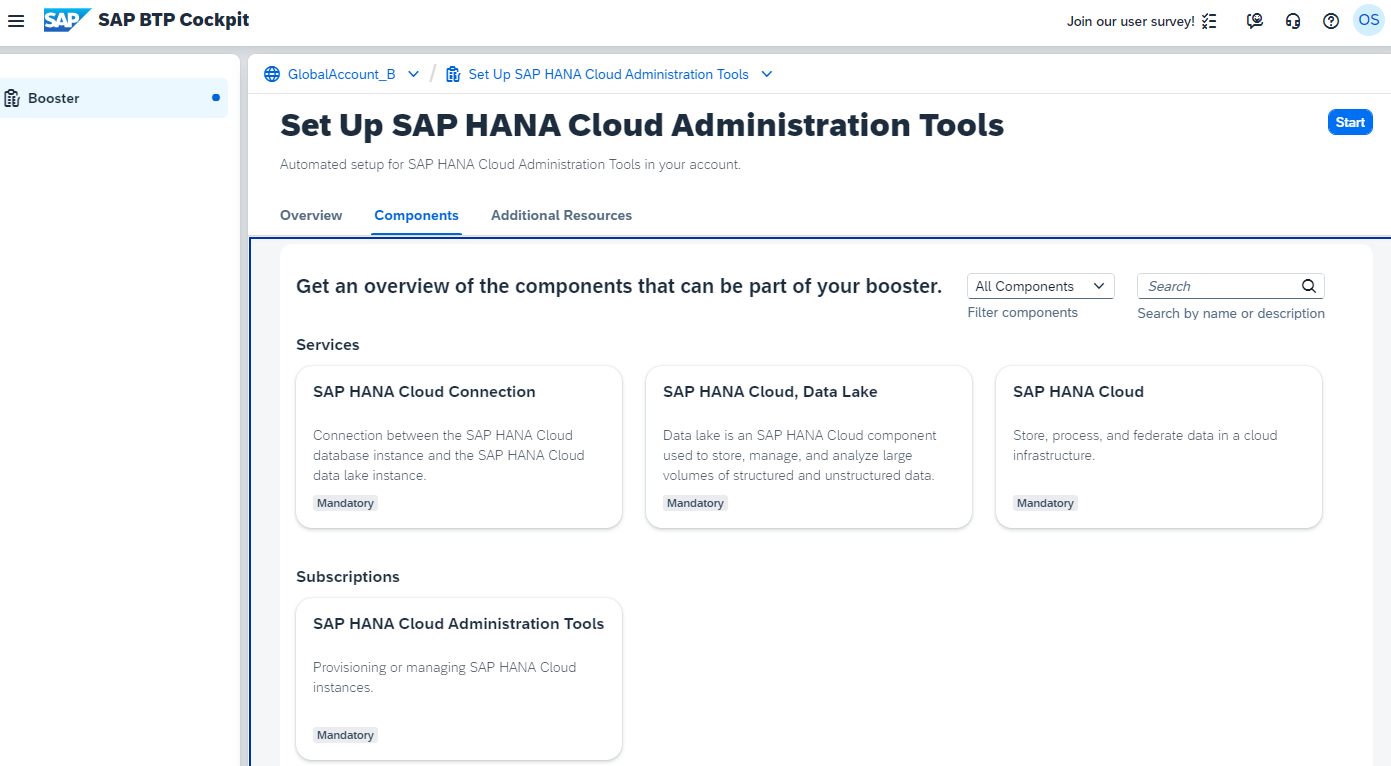 SAP SAP BTP Cockpit
Join our user survey!
OS
Booster
GlobalAccount_B / Set Up SAP HANA Cloud Administration Tools
Set Up SAP HANA Cloud Administration Tools
Start
Automated setup for SAP HANA Cloud Administration Tools in your account.
Overview Components Additional Resources
Get an overview of the components that can be part of your booster.
All Components
Search
Filter components
Search by name or description
Services
SAP HANA Cloud Connection
Connection between the SAP HANA Cloud
database instance and the SAP HANA Cloud
data lake instance.
Mandatory
SAP HANA Cloud, Data Lake
Data lake is an SAP HANA Cloud component
used to store, manage, and analyze large
volumes of structured and unstructured data.
Mandatory
SAP HANA Cloud
Store, process, and federate data in a cloud
infrastructure.
Mandatory
Subscriptions
SAP HANA Cloud Administration Tools
Provisioning or managing SAP HANA Cloud
instances.
Mandatory